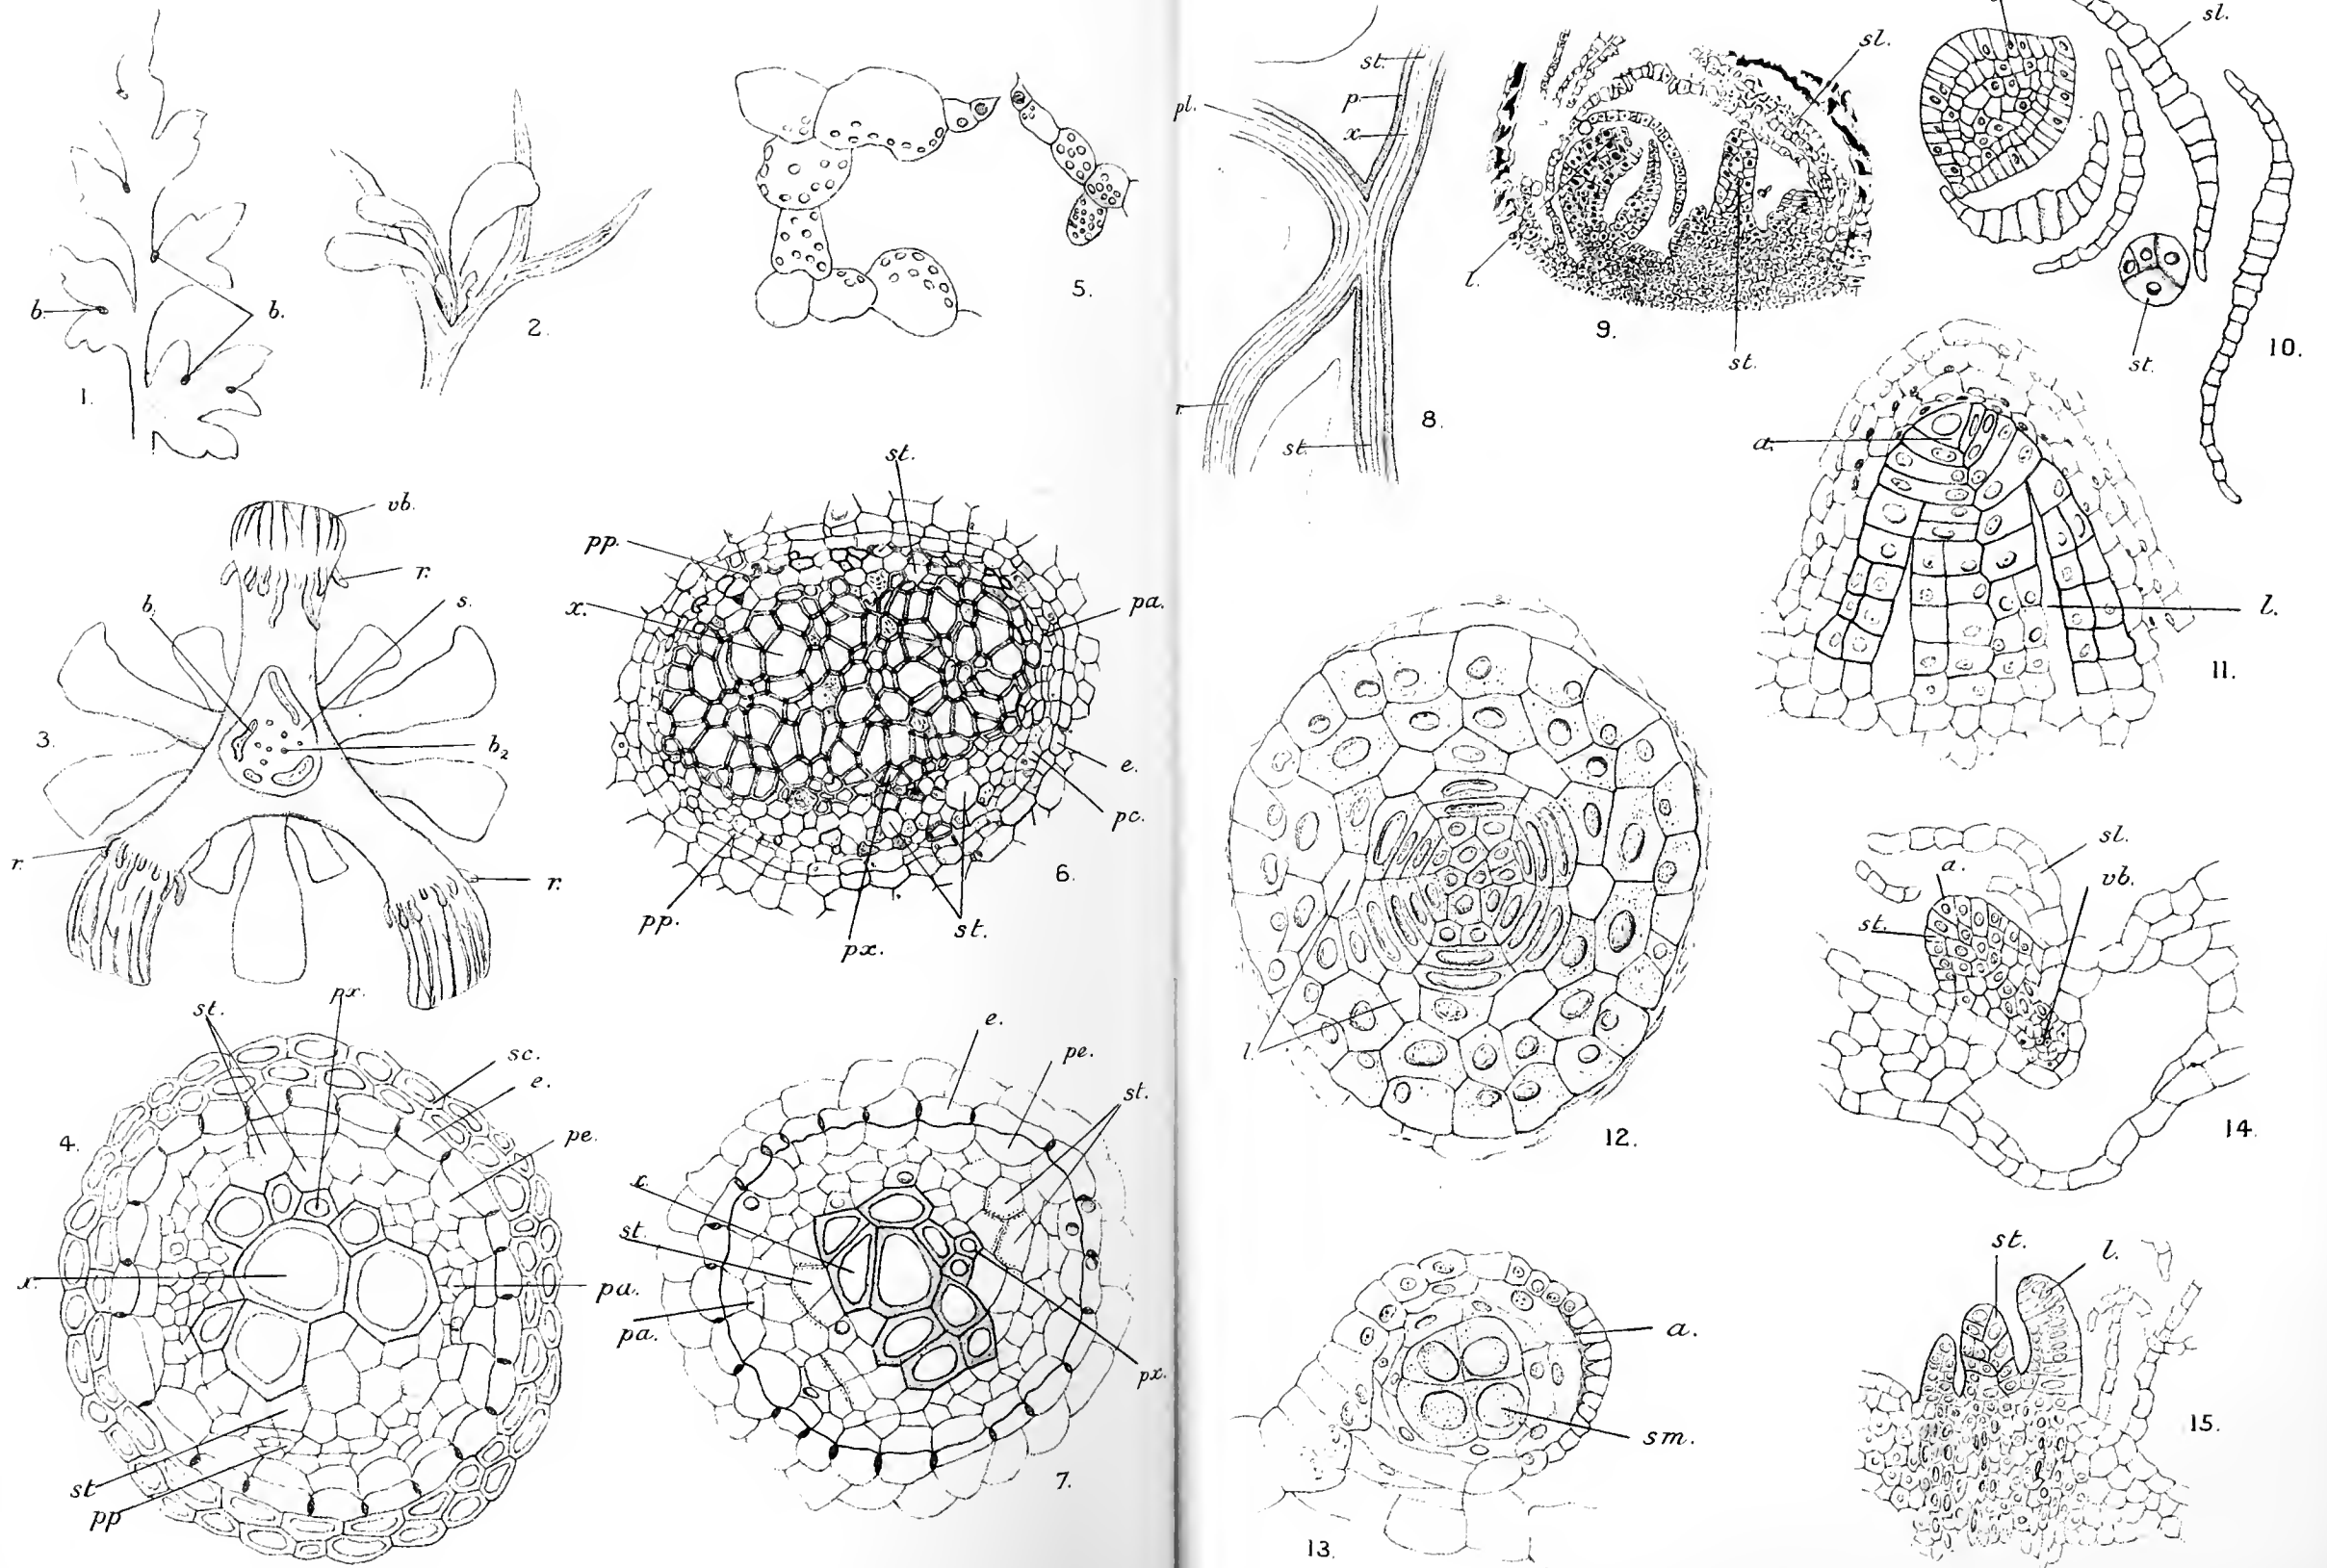 b.
b.
1.
2.
5.
vb.
r.
b.
s.
3.
b2
r.
r.
st.
pp.
x.
pa.
e.
pc.
6.
pp.
px.
st.
st.
px.
sc.
e.
4.
pe.
x.
pa.
st
pp
e.
pe.
st.
x.
st.
pa.
px.
7.
st.
pl.
p.
x.
r.
8.
st.
sl.
l.
9.
st.
sl.
st.
10.
a.
l.
11.
l.
12.
sl.
a.
vb.
st.
14.
a.
sm.
13.
st.
l.
15.